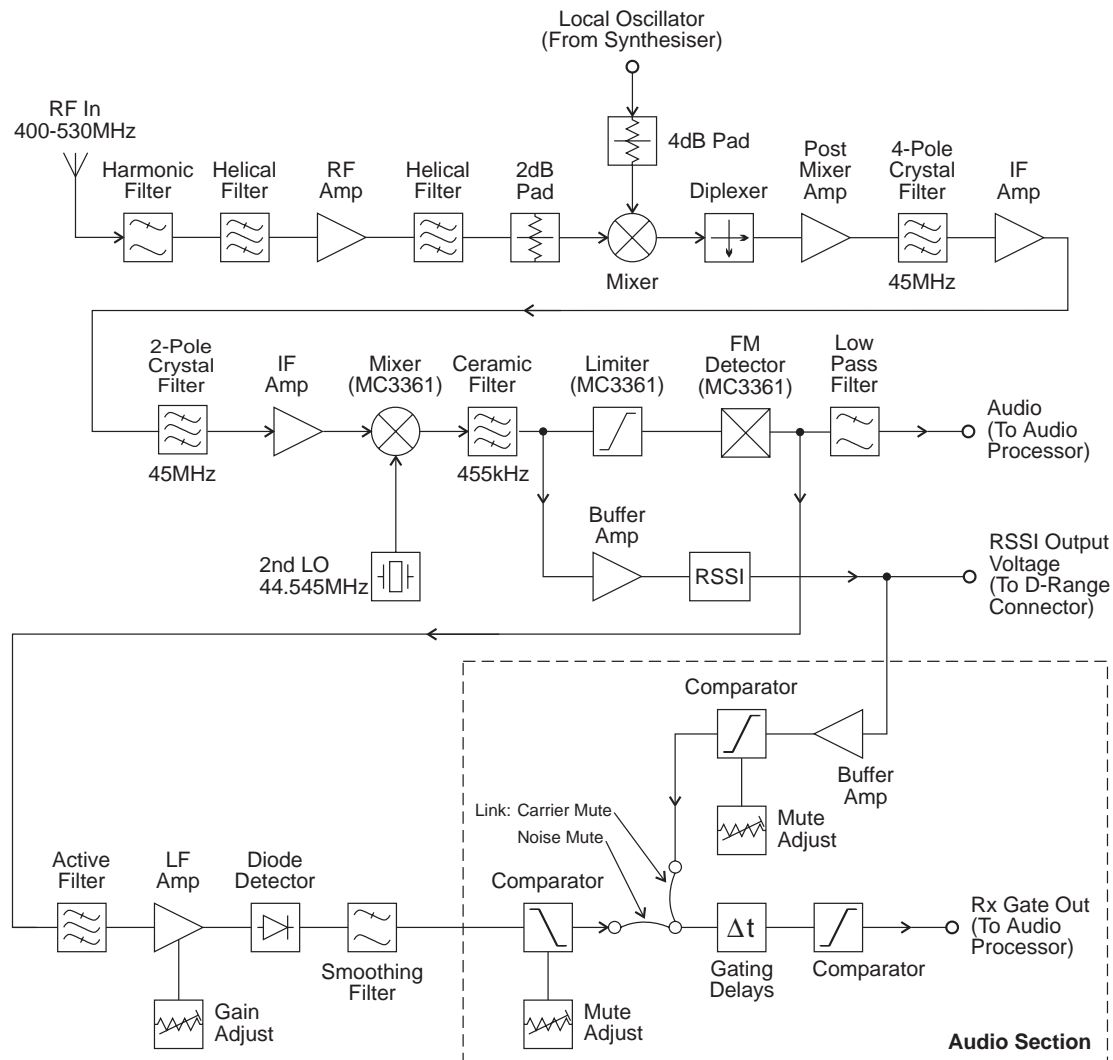 Local Oscillator
(From Synthesiser)
RF In
400-530MHz
Harmonic
Filter
Helical
Filter
RF
Amp
Helical
Filter
2dB
Pad
4dB Pad
Mixer
Diplexer
Post
Mixer
Amp
4-Pole
Crystal
Filter
45MHz
IF
Amp
2-Pole
Crystal
Filter
45MHz
IF
Amp
Mixer
(MC3361)
Ceramic
Filter
455kHz
Limiter
(MC3361)
FM
Detector
(MC3361)
Low
Pass
Filter
Audio
(To Audio
Processor)
2nd LO
44.545MHz
Buffer
Amp
RSSI
RSSI Output
Voltage
(To D-Range
Connector)
Comparator
Buffer
Amp
Mute
Adjust
Link: Carrier Mute
Noise Mute
Active
Filter
LF
Amp
Gain
Adjust
Diode
Detector
Smoothing
Filter
Comparator
Mute
Adjust
Δt
Gating
Delays
Comparator
Rx Gate Out
(To Audio
Processor)
Audio Section